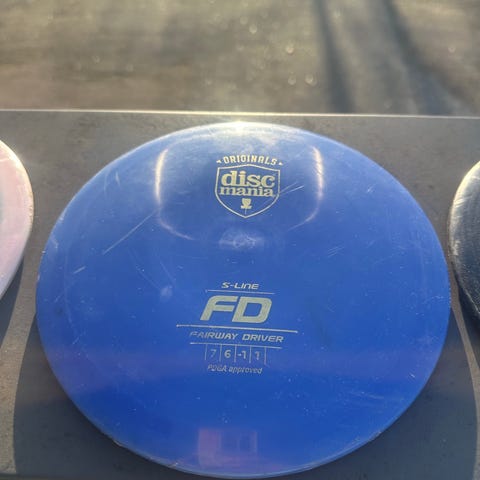 ORIGINALS
disc
mania
S-LINE
FD
FAIRWAY DRIVER
7 6 -1 1
PDGA approved